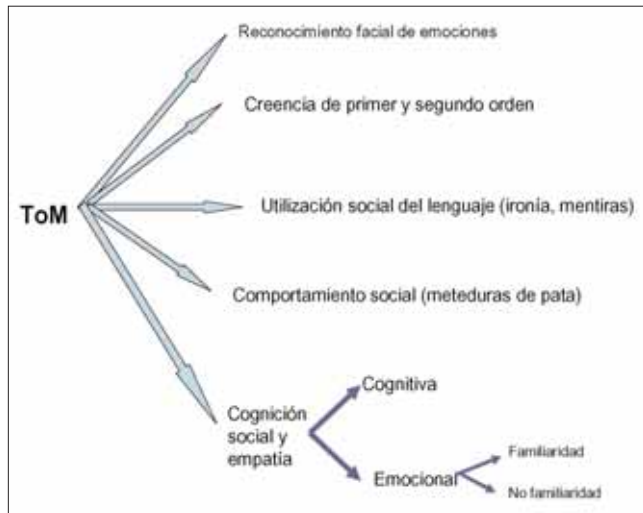 Reconocimiento facial de emociones
Creencia de primer y segundo orden
ToM
Utilización social del lenguaje (ironía, mentiras)
Comportamiento social (meteduras de pata)
Cognición
social y
empatía
Cognitiva
Emocional
Familiaridad
No familiaridad